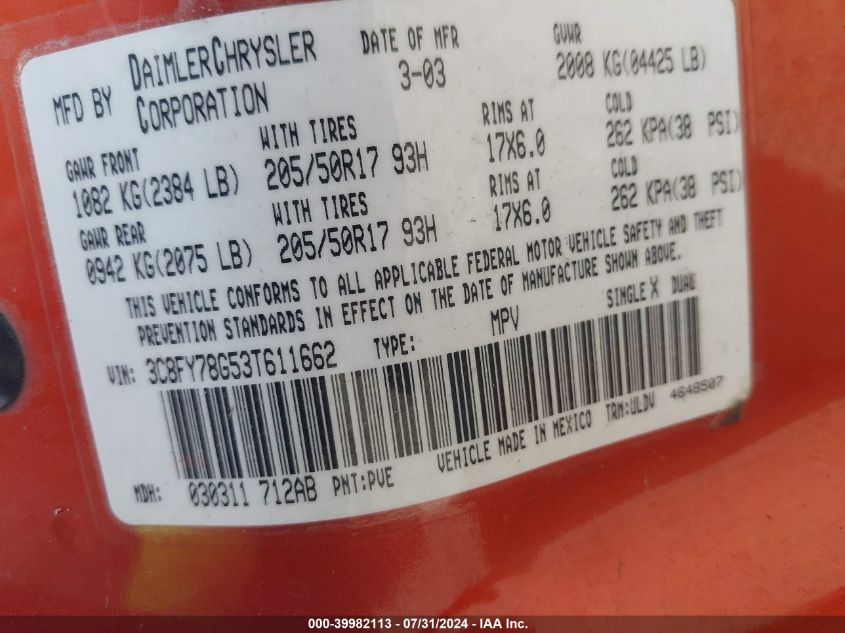 MFD BY DAIMLERCHRYSLER CORPORATION
DATE OF MFR 3-03
GVWR 2008 KG(04425 LB)
GAWR FRONT WITH TIRES RIMS AT COLD
1082 KG(2384 LB) 205/50R17 93H 17X6.0 262 KPA(38 PSI)
GAWR REAR WITH TIRES RIMS AT COLD
0942 KG(2075 LB) 205/50R17 93H 17X6.0 262 KPA(38 PSI)
THIS VEHICLE CONFORMS TO ALL APPLICABLE FEDERAL MOTOR VEHICLE SAFETY AND THEFT
PREVENTION STANDARDS IN EFFECT ON THE DATE OF MANUFACTURE SHOWN ABOVE.
VIN: 3C8FY78G53T611662 TYPE: MPV SINGLE X DUAL
MDH: 030311 712AB PNT:PVE VEHICLE MADE IN MEXICO TRM:ULDV 4648507
000-39982113 - 07/31/2024 - IAA Inc.